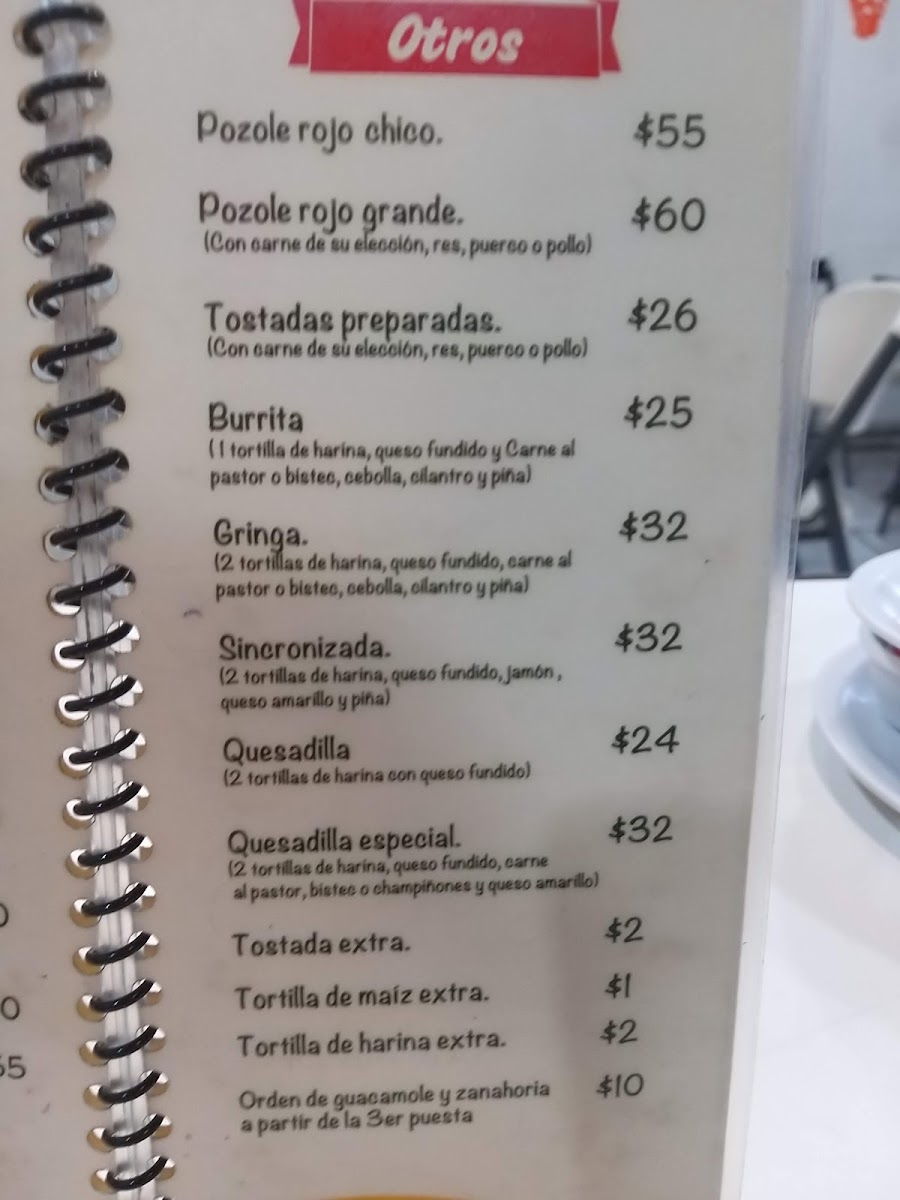 Otros
Pozole rojo chico. $55
Pozole rojo grande. $60
(Con carne de su elección, res, puerco o pollo)
Tostadas preparadas. $26
(Con carne de su elección, res, puerco o pollo)
Burrita $25
(1 tortilla de harina, queso fundido y Carne al
pastor o bistec, cebolla, cilantro y piña)
Gringa. $32
(2 tortillas de harina, queso fundido, carne al
pastor o bistec, cebolla, cilantro y piña)
Sincronizada. $32
(2 tortillas de harina, queso fundido, jamón ,
queso amarillo y piña)
Quesadilla $24
(2 tortillas de harina con queso fundido)
Quesadilla especial. $32
(2 tortillas de harina, queso fundido, carne
al pastor, bistec o champiñones y queso amarillo)
Tostada extra. $2
Tortilla de maíz extra. $1
Tortilla de harina extra. $2
Orden de guacamole y zanahoria $10
a partir de la 3er puesta